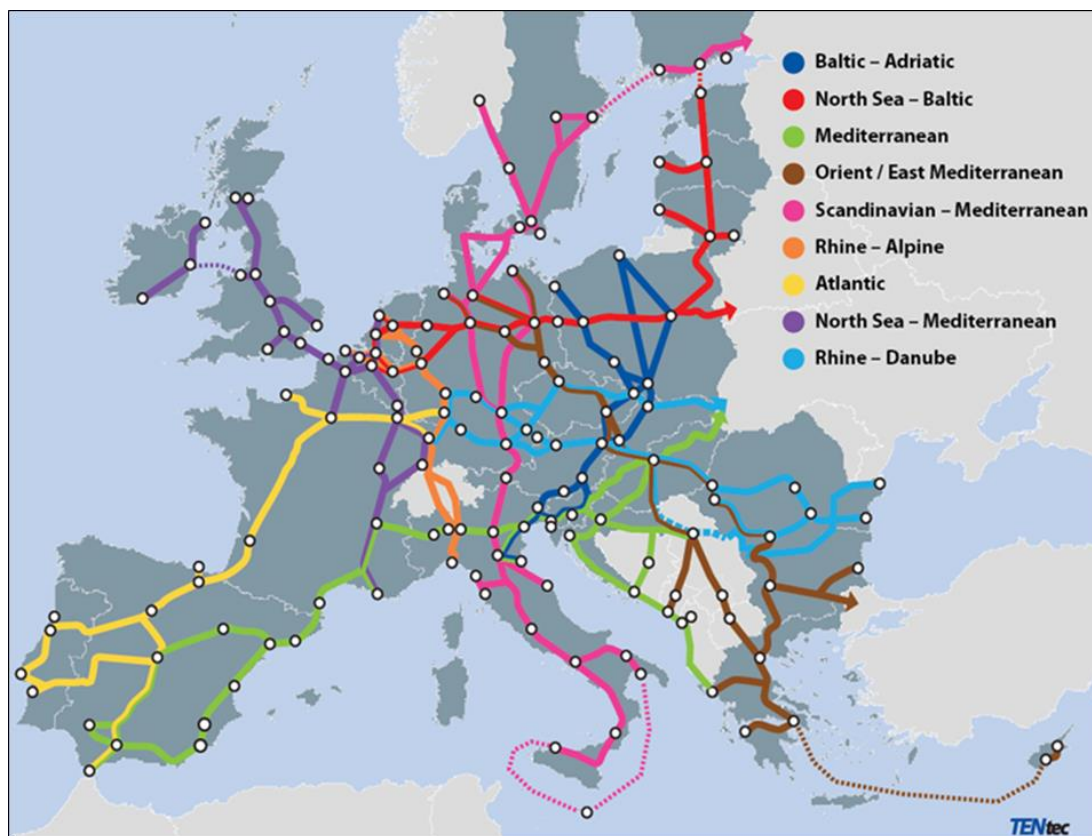 Baltic – Adriatic
North Sea – Baltic
Mediterranean
Orient / East Mediterranean
Scandinavian – Mediterranean
Rhine – Alpine
Atlantic
North Sea – Mediterranean
Rhine – Danube
TENtec